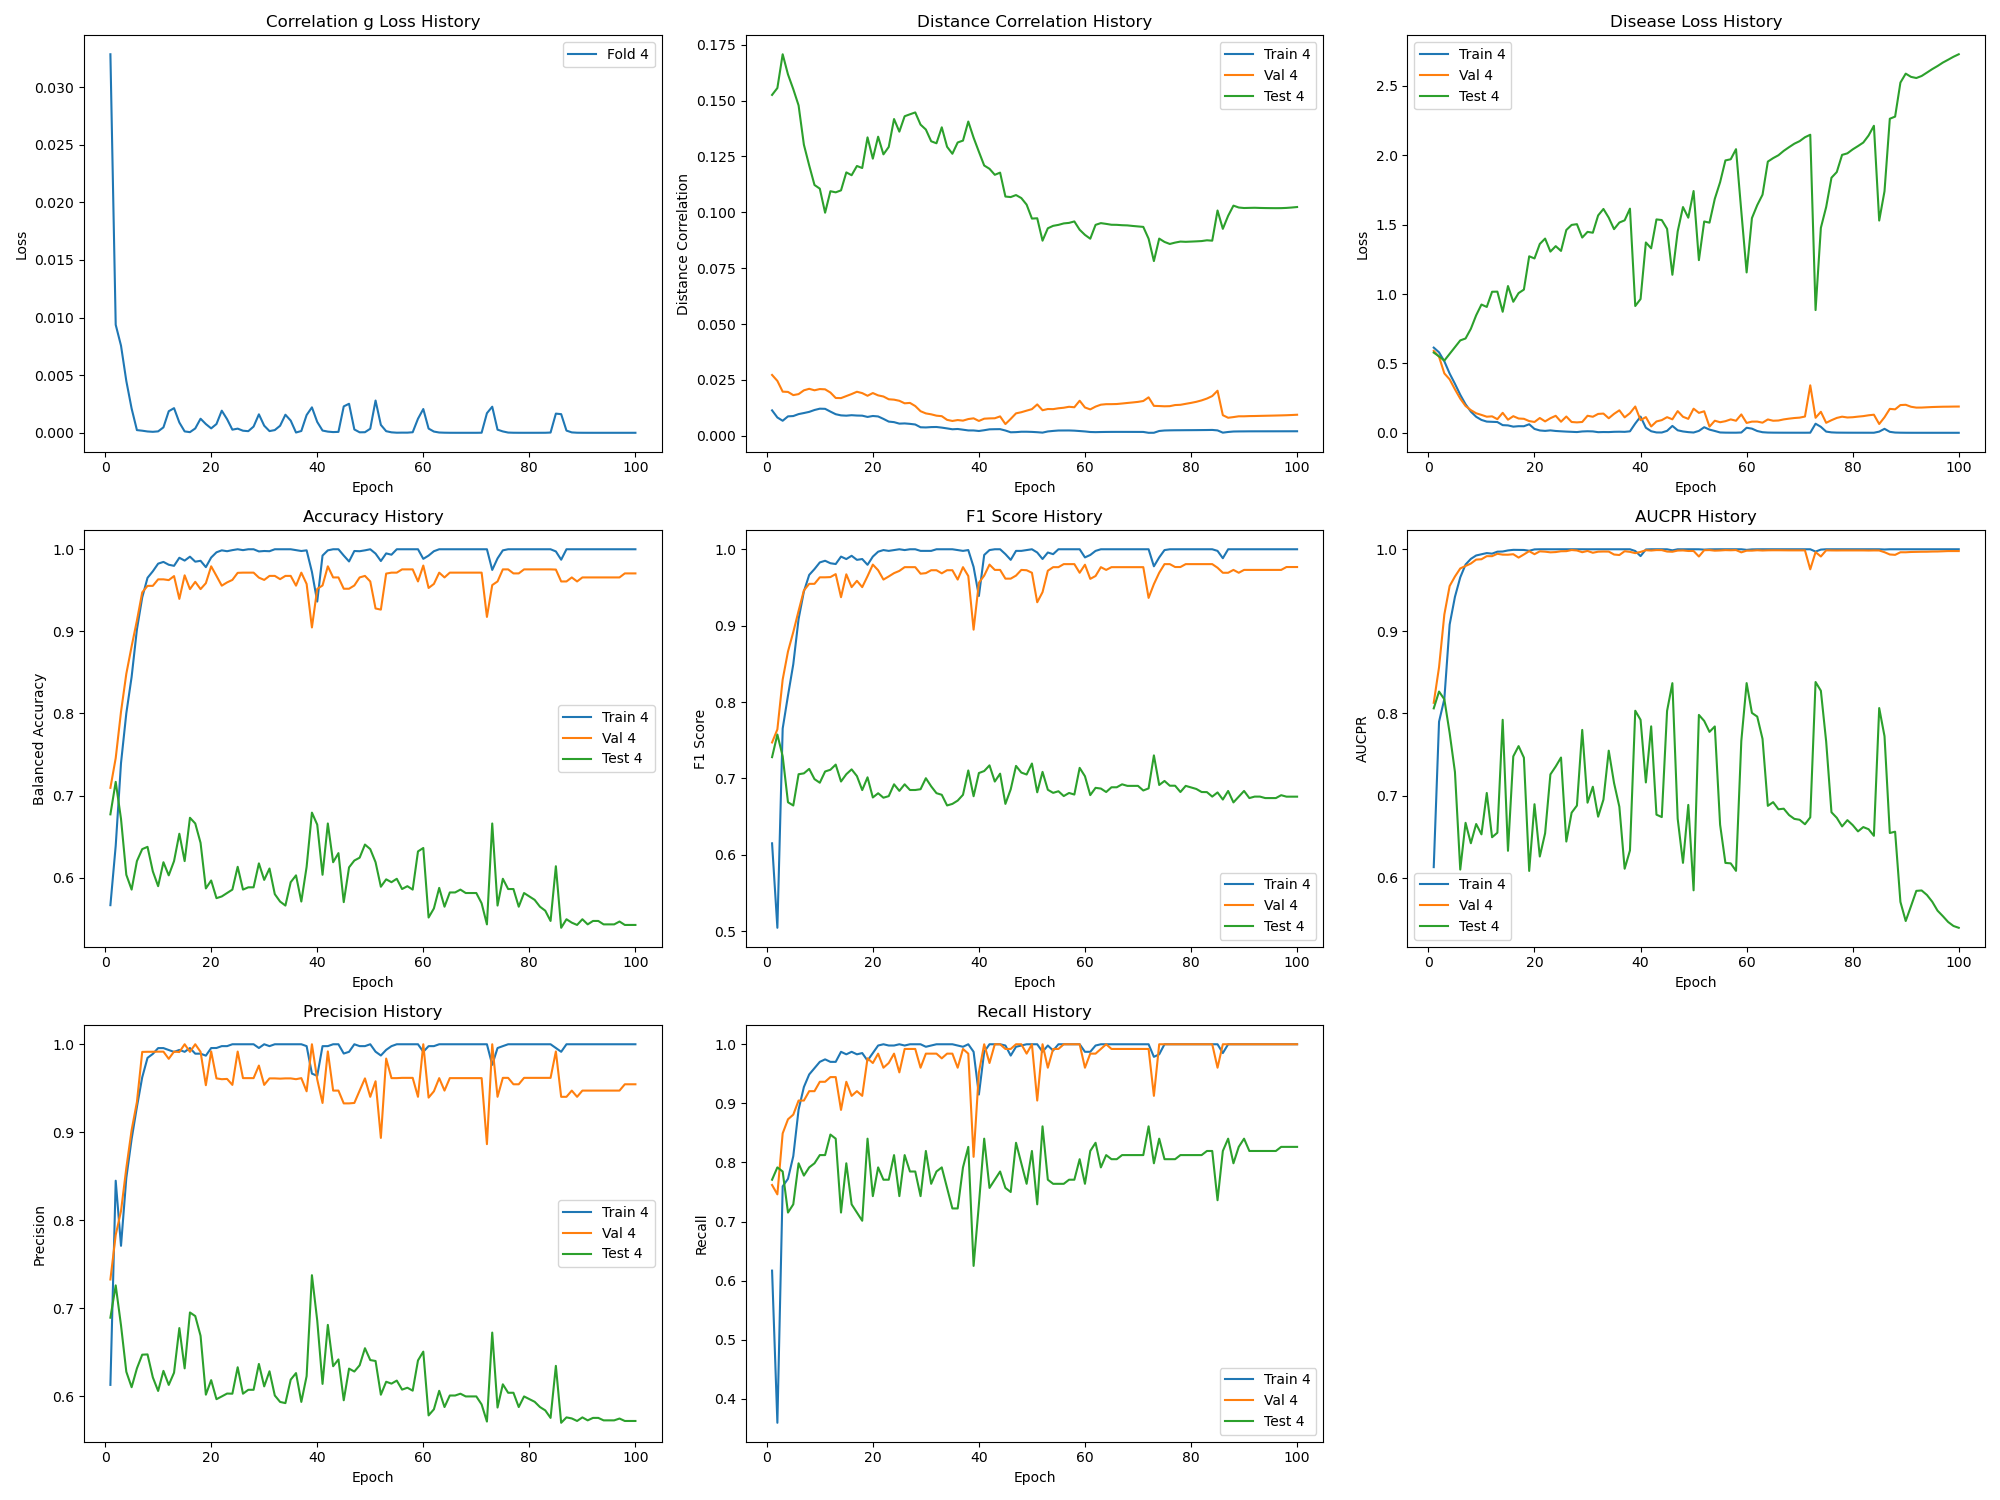 Correlation g Loss History
Loss
0.030
0.025
0.020
0.015
0.010
0.005
0.000
0 20 40 60 80 100
Epoch
Fold 4
Distance Correlation History
Distance Correlation
0.175
0.150
0.125
0.100
0.075
0.050
0.025
0.000
0 20 40 60 80 100
Epoch
Train 4
Val 4
Test 4
Disease Loss History
Loss
2.5
2.0
1.5
1.0
0.5
0.0
0 20 40 60 80 100
Epoch
Train 4
Val 4
Test 4
Accuracy History
Balanced Accuracy
1.0
0.9
0.8
0.7
0.6
0 20 40 60 80 100
Epoch
Train 4
Val 4
Test 4
F1 Score History
F1 Score
1.0
0.9
0.8
0.7
0.6
0.5
0 20 40 60 80 100
Epoch
Train 4
Val 4
Test 4
AUCPR History
AUCPR
1.0
0.9
0.8
0.7
0.6
0 20 40 60 80 100
Epoch
Train 4
Val 4
Test 4
Precision History
Precision
1.0
0.9
0.8
0.7
0.6
0 20 40 60 80 100
Epoch
Train 4
Val 4
Test 4
Recall History
Recall
1.0
0.9
0.8
0.7
0.6
0.5
0.4
0 20 40 60 80 100
Epoch
Train 4
Val 4
Test 4